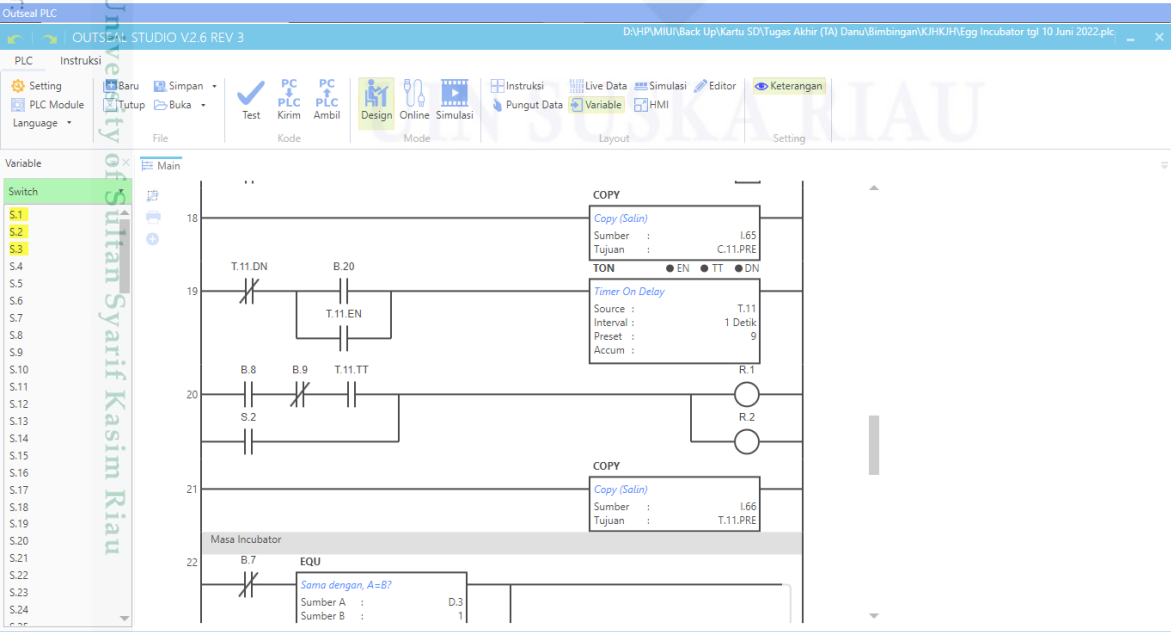 Outseal PLC
OUTSEAL STUDIO V.2.6 REV 3
D:\HP\MIUI\Back Up\Kartu SD\Tugas Akhir (TA) Danu\Bimbingan\KJHKJH\Egg Incubator tgl 10 Juni 2022.plc
PLC Instruksi
Setting
PLC Module
Language
Baru Simpan
Tutup Buka
File
Test
PC PLC Kirim
PC PLC Ambil
Kode
Design Online Simulasi
Mode
Instruksi Live Data Simulasi Editor
Pungut Data Variable HMI
Layout
Keterangan
Setting
UIN SUSKA RIAU
University of Sultan Syarif Kasim Riau
Variable
Switch
S.1
S.2
S.3
S.4
S.5
S.6
S.7
S.8
S.9
S.10
S.11
S.12
S.13
S.14
S.15
S.16
S.17
S.18
S.19
S.20
S.21
S.22
S.23
S.24
Main
18
COPY
Copy (Salin)
Sumber : I.65
Tujuan : C.11.PRE
19
T.11.DN B.20
T.11.EN
TON EN TT DN
Timer On Delay
Source : T.11
Interval : 1 Detik
Preset : 9
Accum :
20
B.8 B.9 T.11.TT R.1
S.2 R.2
21
COPY
Copy (Salin)
Sumber : I.66
Tujuan : T.11.PRE
Masa Incubator
22
B.7 EQU
Sama dengan, A=B?
Sumber A : D.3
Sumber B : 1